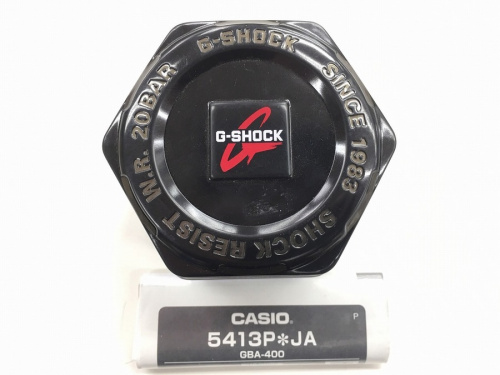 G-SHOCK SINCE 1983 SHOCK RESIST W.R. 20BAR
G-SHOCK
CASIO®
P
5413P*JA
GBA-400